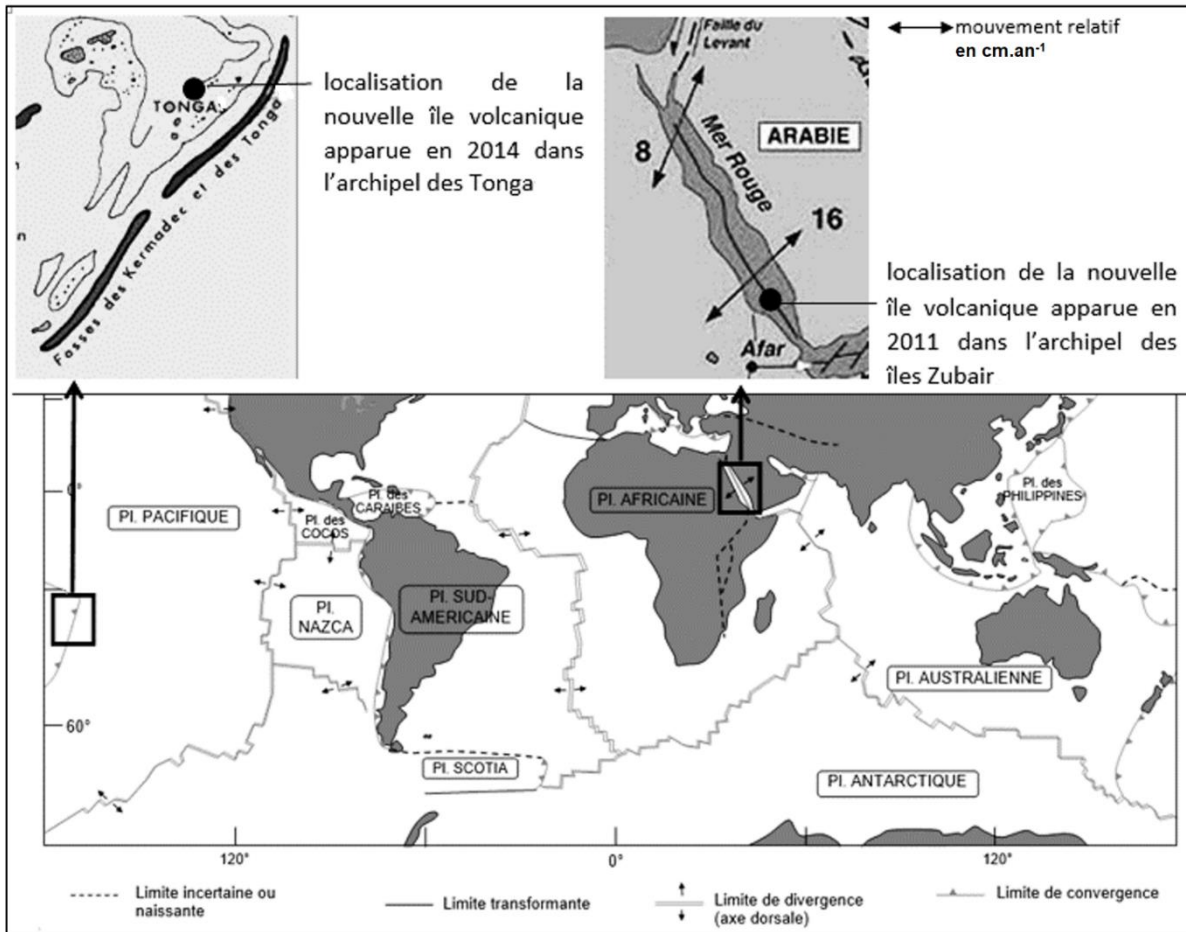 mouvement relatif
en cm.an⁻¹
localisation de la
nouvelle île volcanique
apparue en 2014 dans
l'archipel des Tonga
TONGA
Fosses des Kermadec et des Tonga
Faille du
Levant
Mer Rouge
ARABIE
8
16
Afar
localisation de la nouvelle
île volcanique apparue en
2011 dans l'archipel des
îles Zubair
Pl. PACIFIQUE
0°
Pl. des
COCOS
Pl. des
CARAIBES
Pl. AFRICAINE
Pl. des
PHILIPPINES
Pl.
NAZCA
Pl. SUD-
AMERICAINE
Pl. AUSTRALIENNE
60°
Pl. SCOTIA
Pl. ANTARCTIQUE
120°
0°
120°
Limite incertaine ou
naissante
Limite transformante
Limite de divergence
(axe dorsale)
Limite de convergence